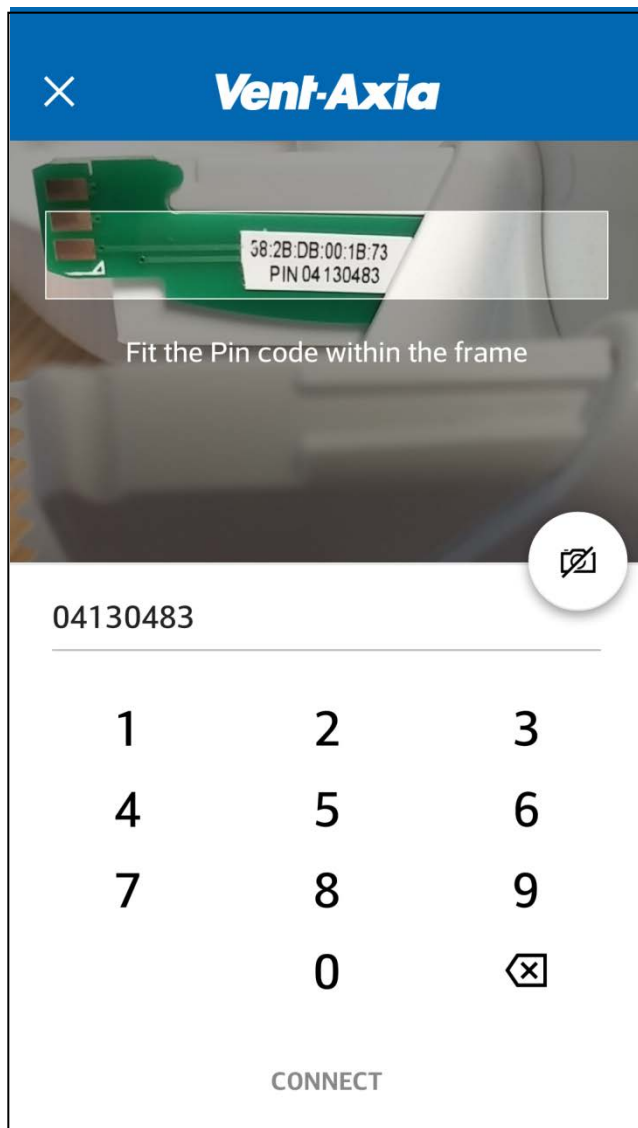 Vent-Axia
38:2B:DB:00:1B:73
PIN 04130483
Fit the Pin code within the frame
04130483
1 2 3
4 5 6
7 8 9
0
CONNECT